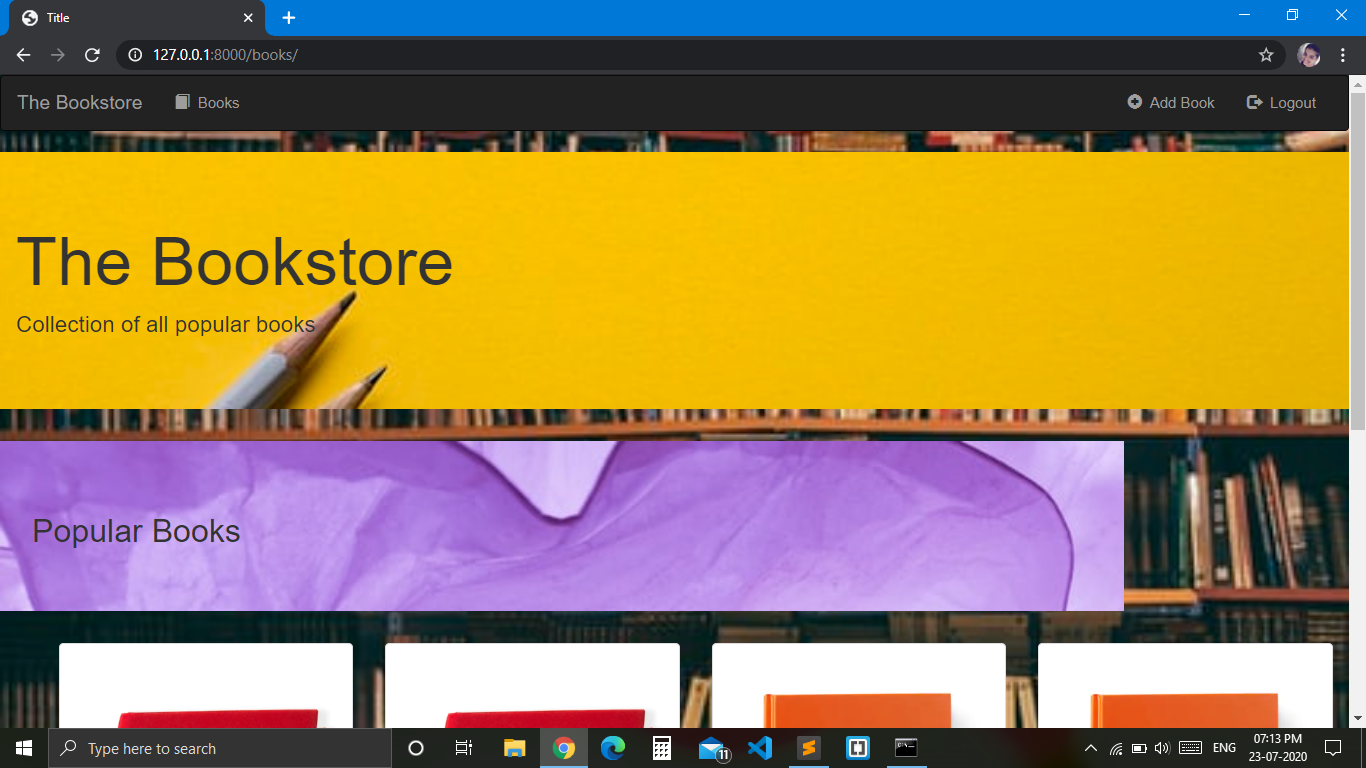 Title
127.0.0.1:8000/books/
The Bookstore Books Add Book Logout
The Bookstore
Collection of all popular books
Popular Books
Type here to search
11
ENG
07:13 PM
23-07-2020